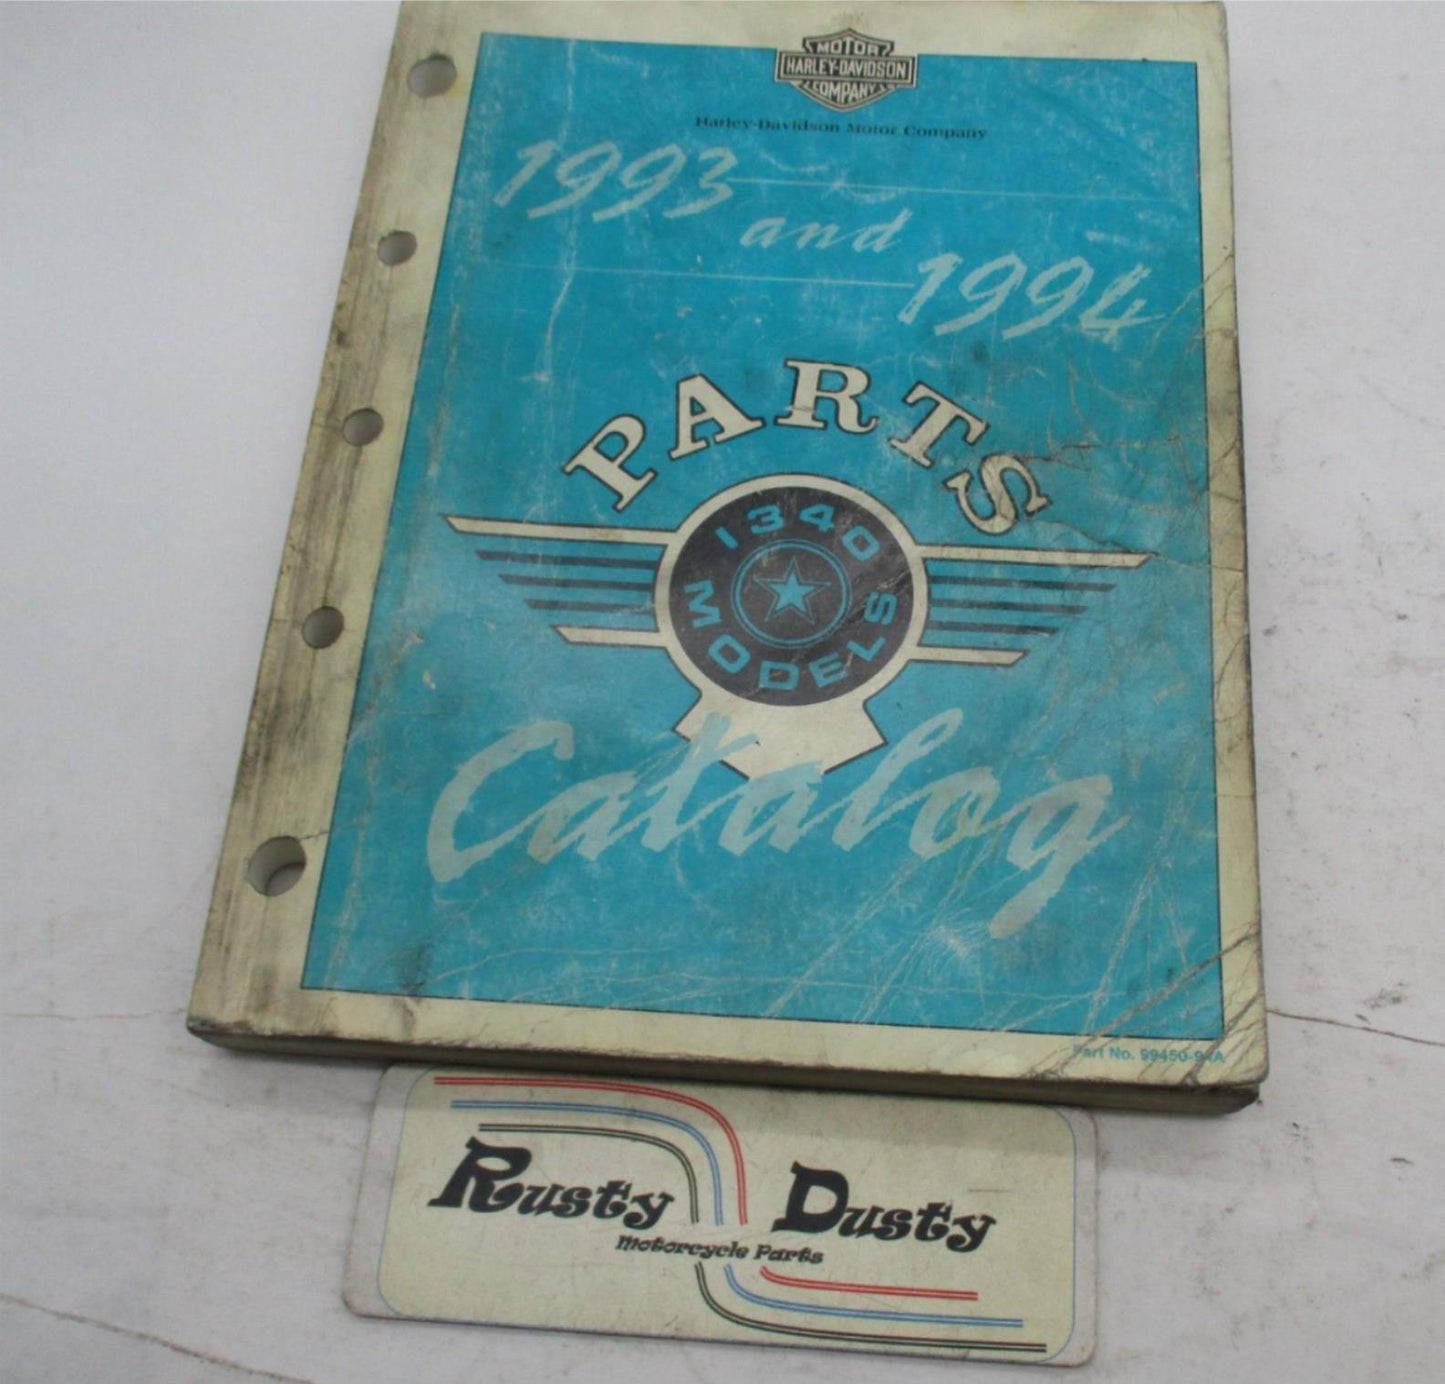 MOTOR
HARLEY-DAVIDSON
COMPANY
Harley-Davidson Motor Company
1993
and
1994
PARTS
1340
MODELS
Catalog
Part No. 99450-94A
Rusty Dusty
Motorcycle Parts